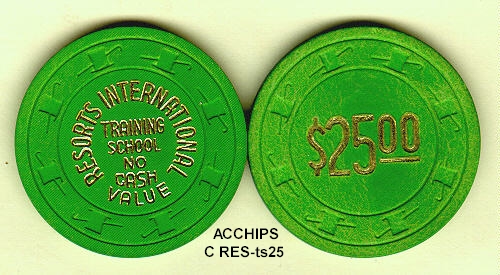 RESORTS INTERNATIONAL
TRAINING
SCHOOL
NO
CASH
VALUE
$25.00
ACCHIPS
C RES-ts25